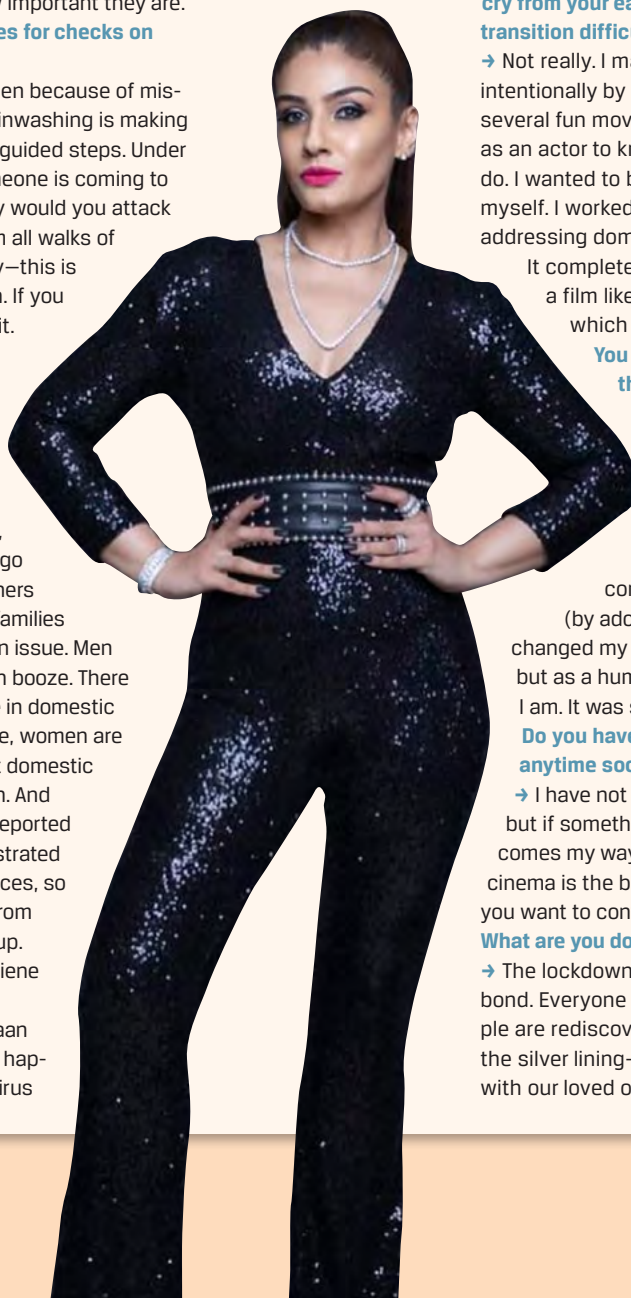 important they are.
es for checks on
en because of mis-
inwashing is making
guided steps. Under
eone is coming to
y would you attack
m all walks of
y—this is
. If you
it.
,
go
ners
amilies
n issue. Men
n booze. There
in domestic
e, women are
t domestic
n. And
eported
strated
ces, so
rom
up.
iene
aan
hap-
irus
cry from your ea
transition diffic
→ Not really. I ma
intentionally by
several fun mov
as an actor to kn
do. I wanted to b
myself. I worked
addressing dom
It complete
a film like
which
You
th
con
(by ado
changed my
but as a hum
I am. It was s
Do you have
anytime soo
→ I have not
but if someth
comes my way
cinema is the b
you want to con
What are you do
→ The lockdown
bond. Everyone
ple are rediscov
the silver lining-
with our loved o